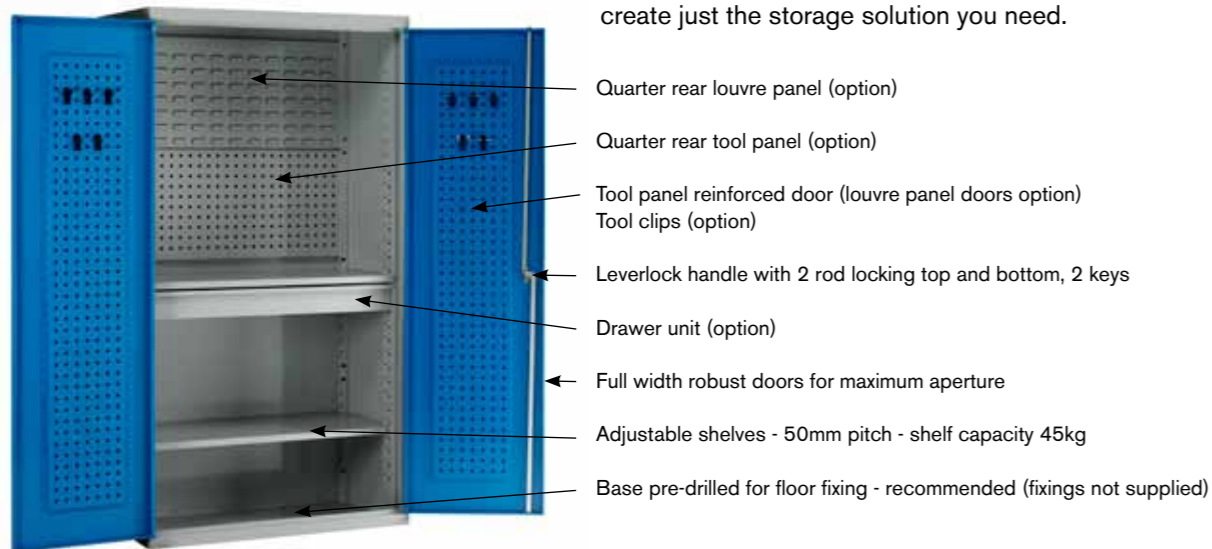 create just the storage solution you need.
Quarter rear louvre panel (option)
Quarter rear tool panel (option)
Tool panel reinforced door (louvre panel doors option)
Tool clips (option)
Leverlock handle with 2 rod locking top and bottom, 2 keys
Drawer unit (option)
Full width robust doors for maximum aperture
Adjustable shelves - 50mm pitch - shelf capacity 45kg
Base pre-drilled for floor fixing - recommended (fixings not supplied)